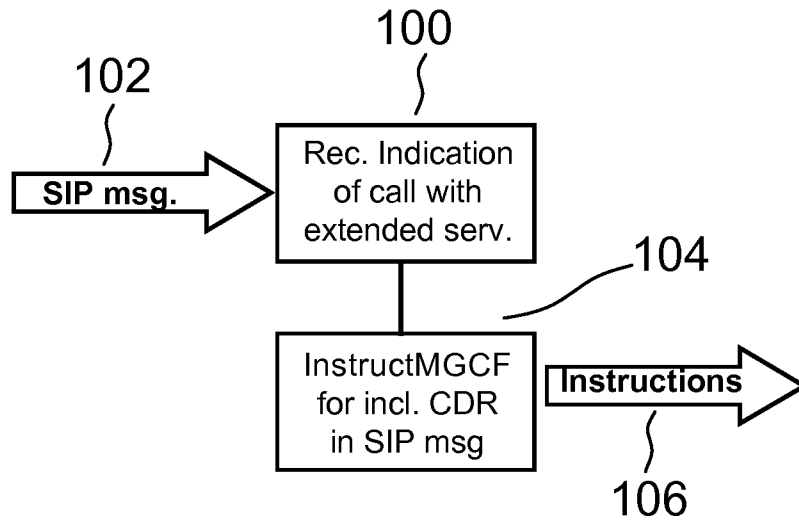 100
102
SIP msg.
Rec. Indication
of call with
extended serv.
104
InstructMGCF
for incl. CDR
in SIP msg
Instructions
106